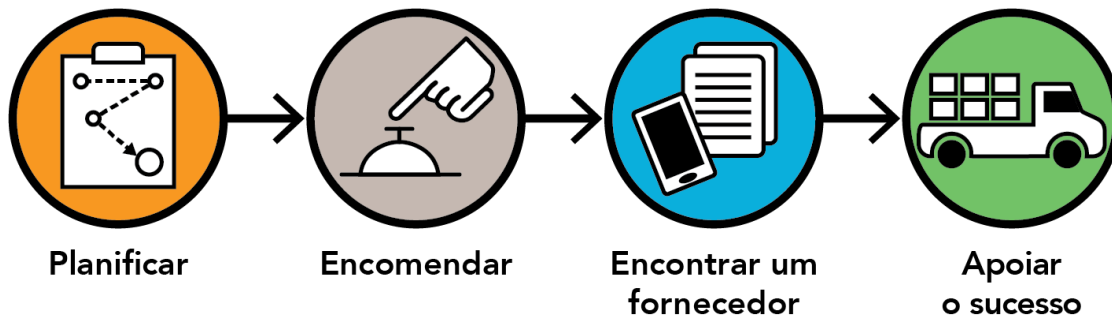 Planificar
Encomendar
Encontrar um
fornecedor
Apoiar
o sucesso